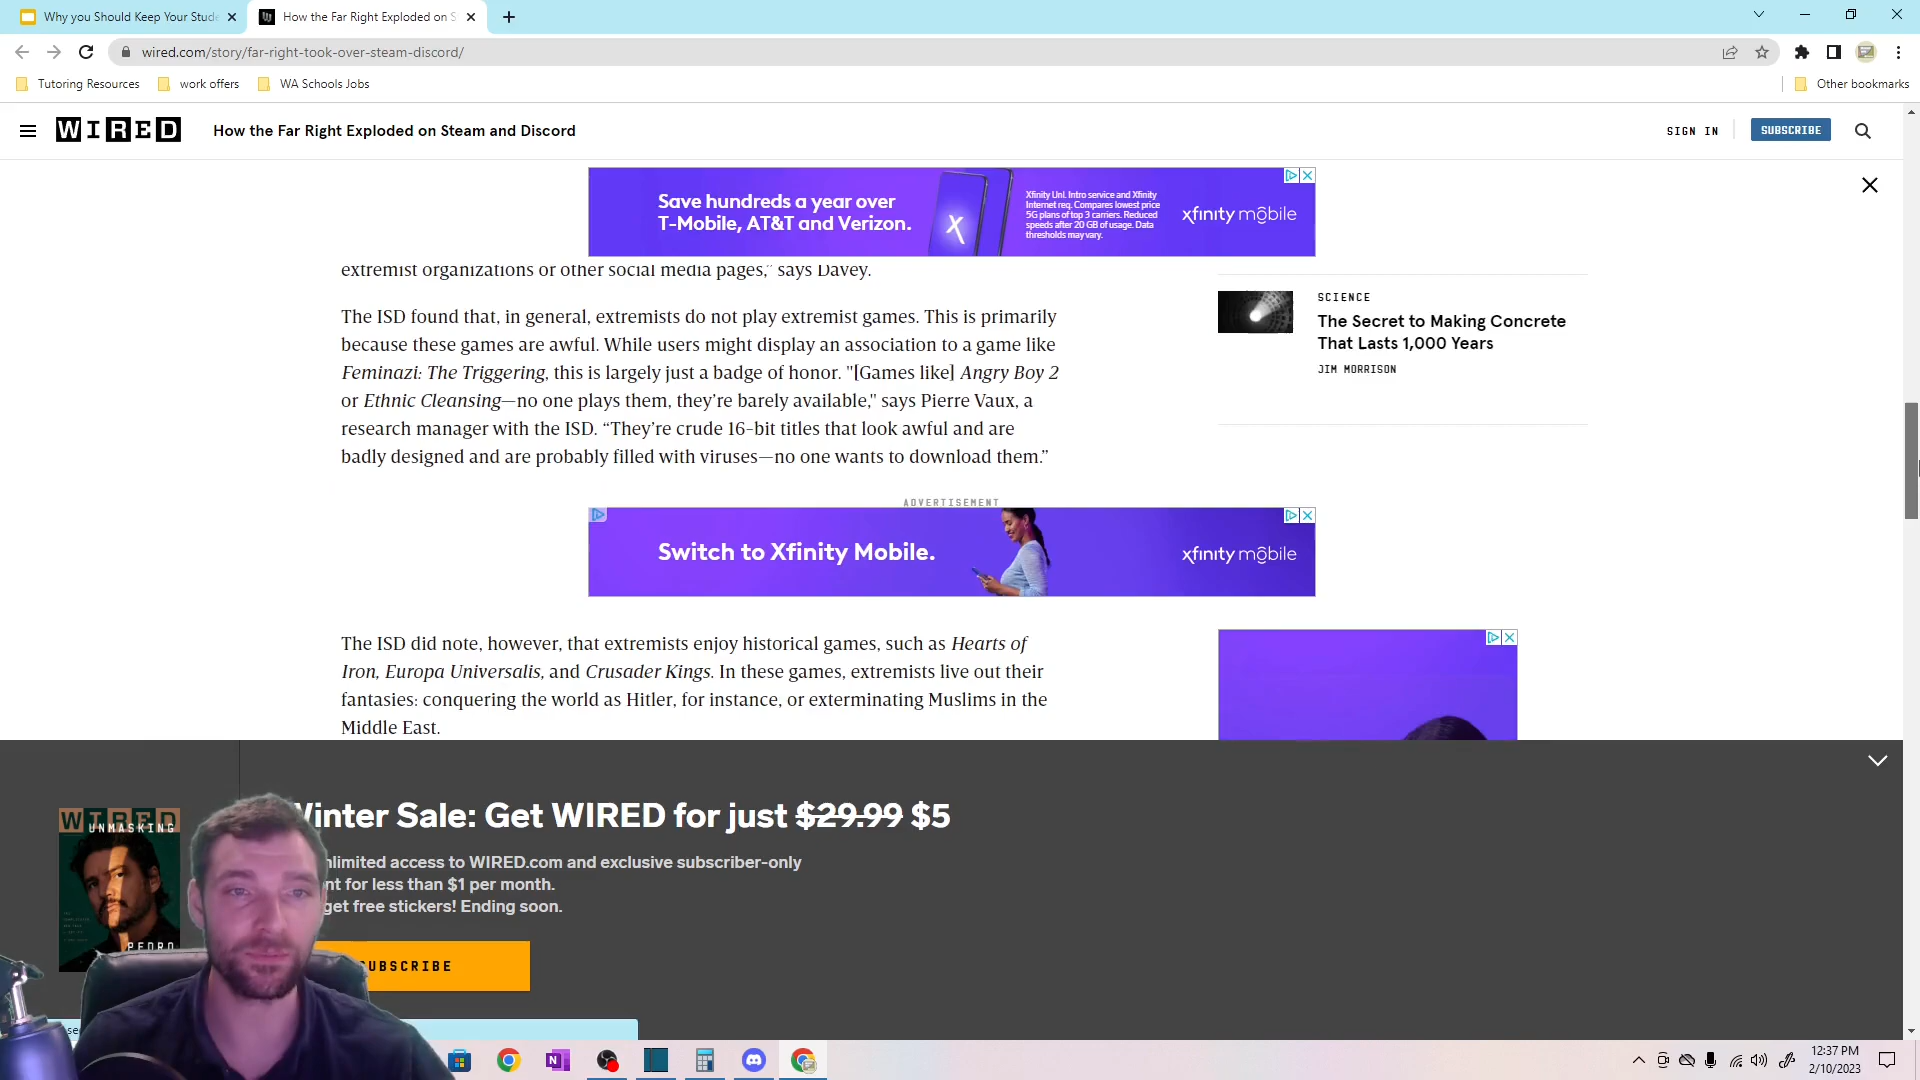 Why you Should Keep Your Stude
How the Far Right Exploded on S
wired.com/story/far-right-took-over-steam-discord/
Tutoring Resources
work offers
WA Schools Jobs
Other bookmarks
WIRED
How the Far Right Exploded on Steam and Discord
SIGN IN
SUBSCRIBE
Save hundreds a year over
T-Mobile, AT&T and Verizon.
X
Xfinity Unl. Intro service and Xfinity
Internet req. Compares lowest price
5G plans of top 3 carriers. Reduced
speeds after 20 GB of usage. Data
thresholds may vary.
xfinity mobile
extremist organizations or other social media pages,” says Davey.
The ISD found that, in general, extremists do not play extremist games. This is primarily
because these games are awful. While users might display an association to a game like
Feminazi: The Triggering, this is largely just a badge of honor. "[Games like] Angry Boy 2
or Ethnic Cleansing—no one plays them, they’re barely available," says Pierre Vaux, a
research manager with the ISD. “They’re crude 16-bit titles that look awful and are
badly designed and are probably filled with viruses—no one wants to download them.”
SCIENCE
The Secret to Making Concrete
That Lasts 1,000 Years
JIM MORRISON
ADVERTISEMENT
Switch to Xfinity Mobile.
xfinity mobile
The ISD did note, however, that extremists enjoy historical games, such as Hearts of
Iron, Europa Universalis, and Crusader Kings. In these games, extremists live out their
fantasies: conquering the world as Hitler, for instance, or exterminating Muslims in the
Middle East.
WIRED
UNMASKING
PEDRO
Winter Sale: Get WIRED for just $29.99 $5
nlimited access to WIRED.com and exclusive subscriber-only
nt for less than $1 per month.
get free stickers! Ending soon.
SUBSCRIBE
12:37 PM
2/10/2023